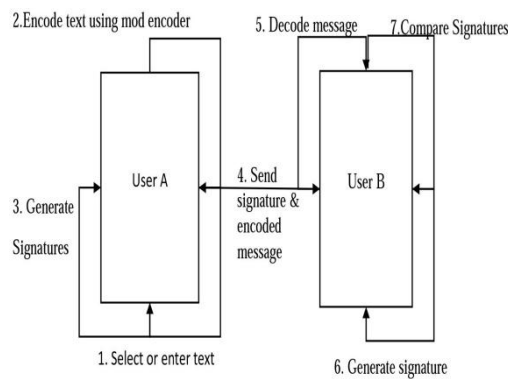 2.Encode text using mod encoder
5. Decode message
7.Compare Signatures
User A
4. Send
signature &
encoded
message
User B
3. Generate
Signatures
1. Select or enter text
6. Generate signature